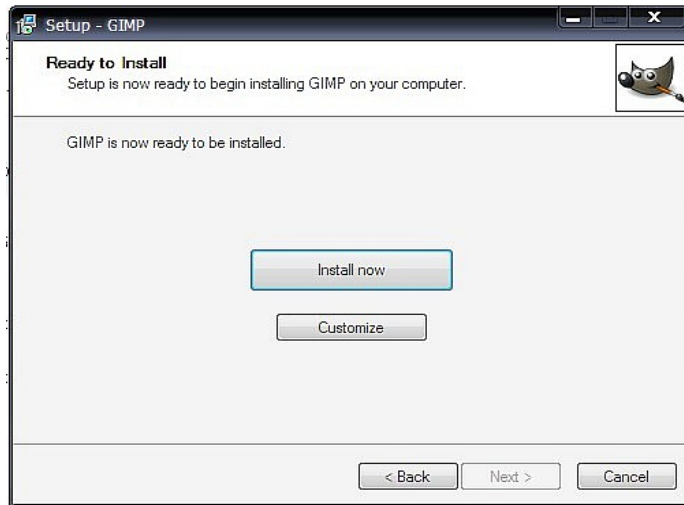 Setup - GIMP
Ready to Install
Setup is now ready to begin installing GIMP on your computer.
GIMP is now ready to be installed.
Install now
Customize
< Back
Next >
Cancel